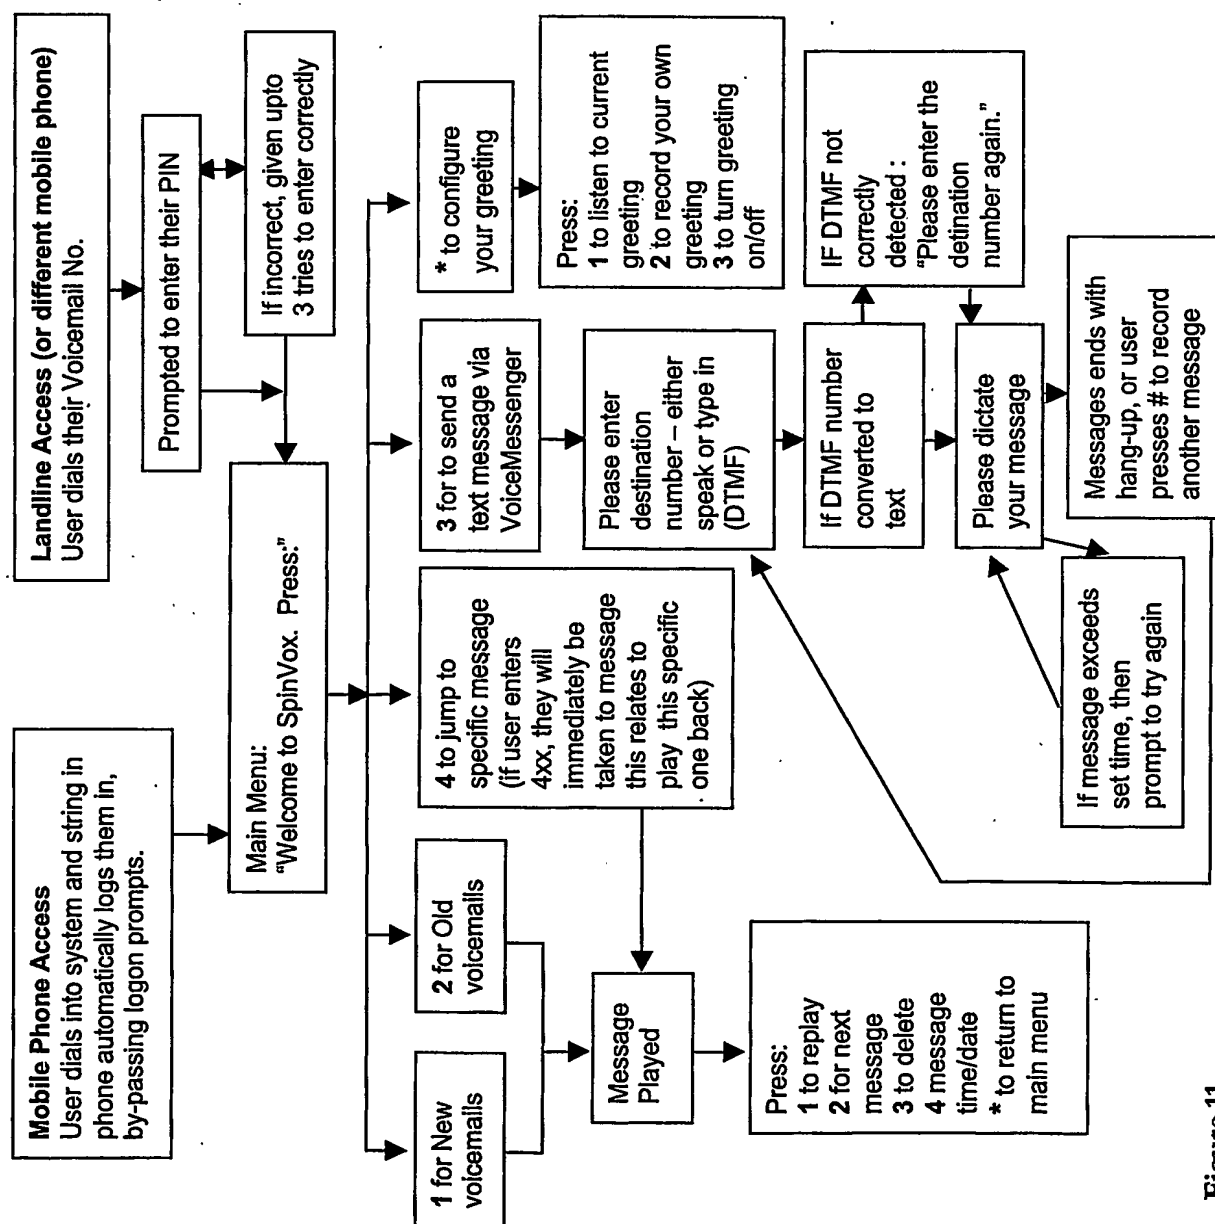 Mobile Phone Access
User dials into system and string in
phone automatically logs them in,
by-passing logon prompts.
Landline Access (or different mobile phone)
User dials their Voicemail No.
Prompted to enter their PIN
If incorrect, given upto
3 tries to enter correctly
Main Menu:
“Welcome to SpinVox. Press:”
1 for New
voicemails
2 for Old
voicemails
4 to jump to
specific message
(if user enters
4xx, they will
immediately be
taken to message
this relates to
play this specific
one back)
3 for to send a
text message via
VoiceMessenger
* to configure
your greeting
Message
Played
Press:
1 to replay
2 for next
message
3 to delete
4 message
time/date
* to return to
main menu
Please enter
destination
number – either
speak or type in
(DTMF)
Press:
1 to listen to current
greeting
2 to record your own
greeting
3 to turn greeting
on/off
If DTMF number
converted to
text
IF DTMF not
correctly
detected :
“Please enter the
detination
number again.”
Please dictate
your message
If message exceeds
set time, then
prompt to try again
Messages ends with
hang-up, or user
presses # to record
another message
Figure 11